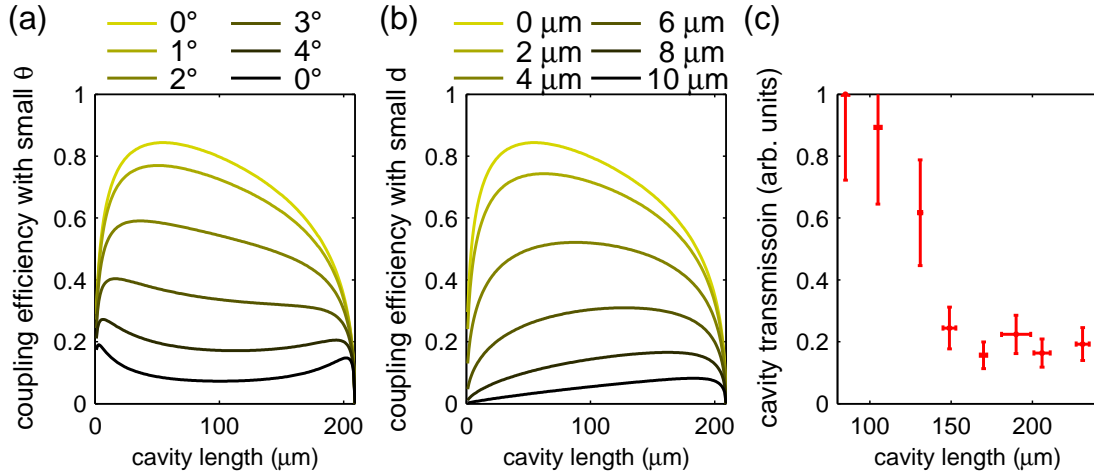 (a)
0°
1°
2°
3°
4°
0°
coupling efficiency with small θ
1
0.8
0.6
0.4
0.2
0
0
100
200
cavity length (μm)
(b)
0 μm
2 μm
4 μm
6 μm
8 μm
10 μm
coupling efficiency with small d
1
0.8
0.6
0.4
0.2
0
0
100
200
cavity length (μm)
(c)
cavity transmissoin (arb. units)
1
0.8
0.6
0.4
0.2
0
100
150
200
cavity length (μm)